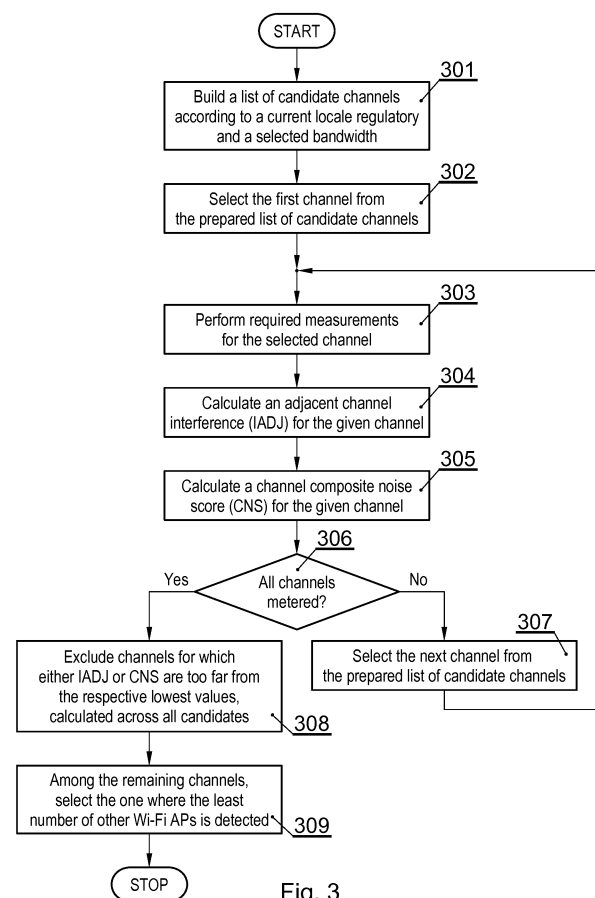 START
301
Build a list of candidate channels
according to a current locale regulatory
and a selected bandwidth
302
Select the first channel from
the prepared list of candidate channels
303
Perform required measurements
for the selected channel
304
Calculate an adjacent channel
interference (IADJ) for the given channel
305
Calculate a channel composite noise
score (CNS) for the given channel
306
Yes
All channels
metered?
No
307
Select the next channel from
the prepared list of candidate channels
Exclude channels for which
either IADJ or CNS are too far from
the respective lowest values,
calculated across all candidates
308
Among the remaining channels,
select the one where the least
number of other Wi-Fi APs is detected
309
STOP
Fig. 3